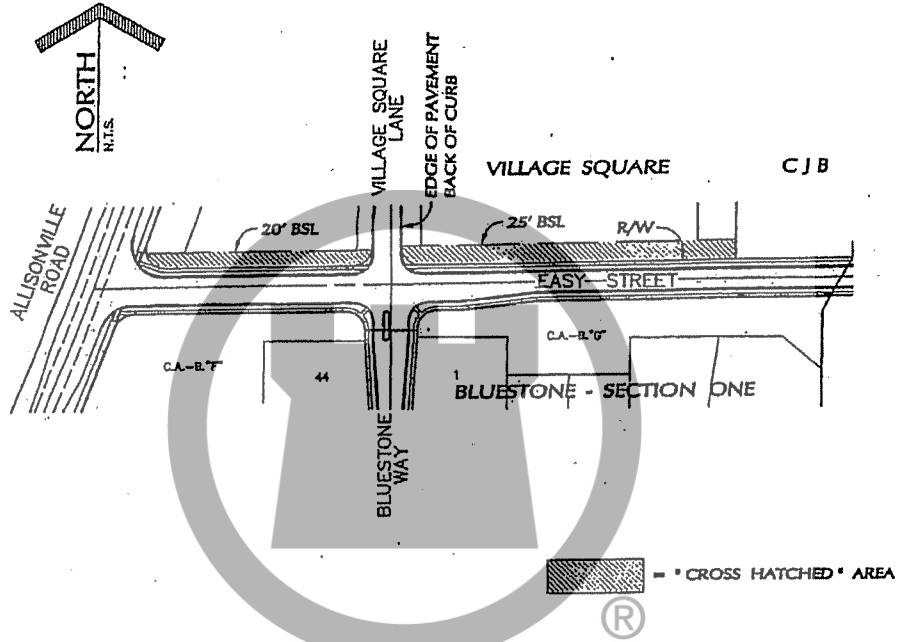 NORTH
N.T.S.
VILLAGE SQUARE
LANE
EDGE OF PAVEMENT
BACK OF CURB
VILLAGE SQUARE
C J B
ALLISONVILLE
ROAD
20' BSL
25' BSL
R/W
EASY STREET
C.A.-B."F"
44
1
C.A.-B."G"
BLUESTONE - SECTION ONE
BLUESTONE
WAY
= "CROSS HATCHED" AREA
®